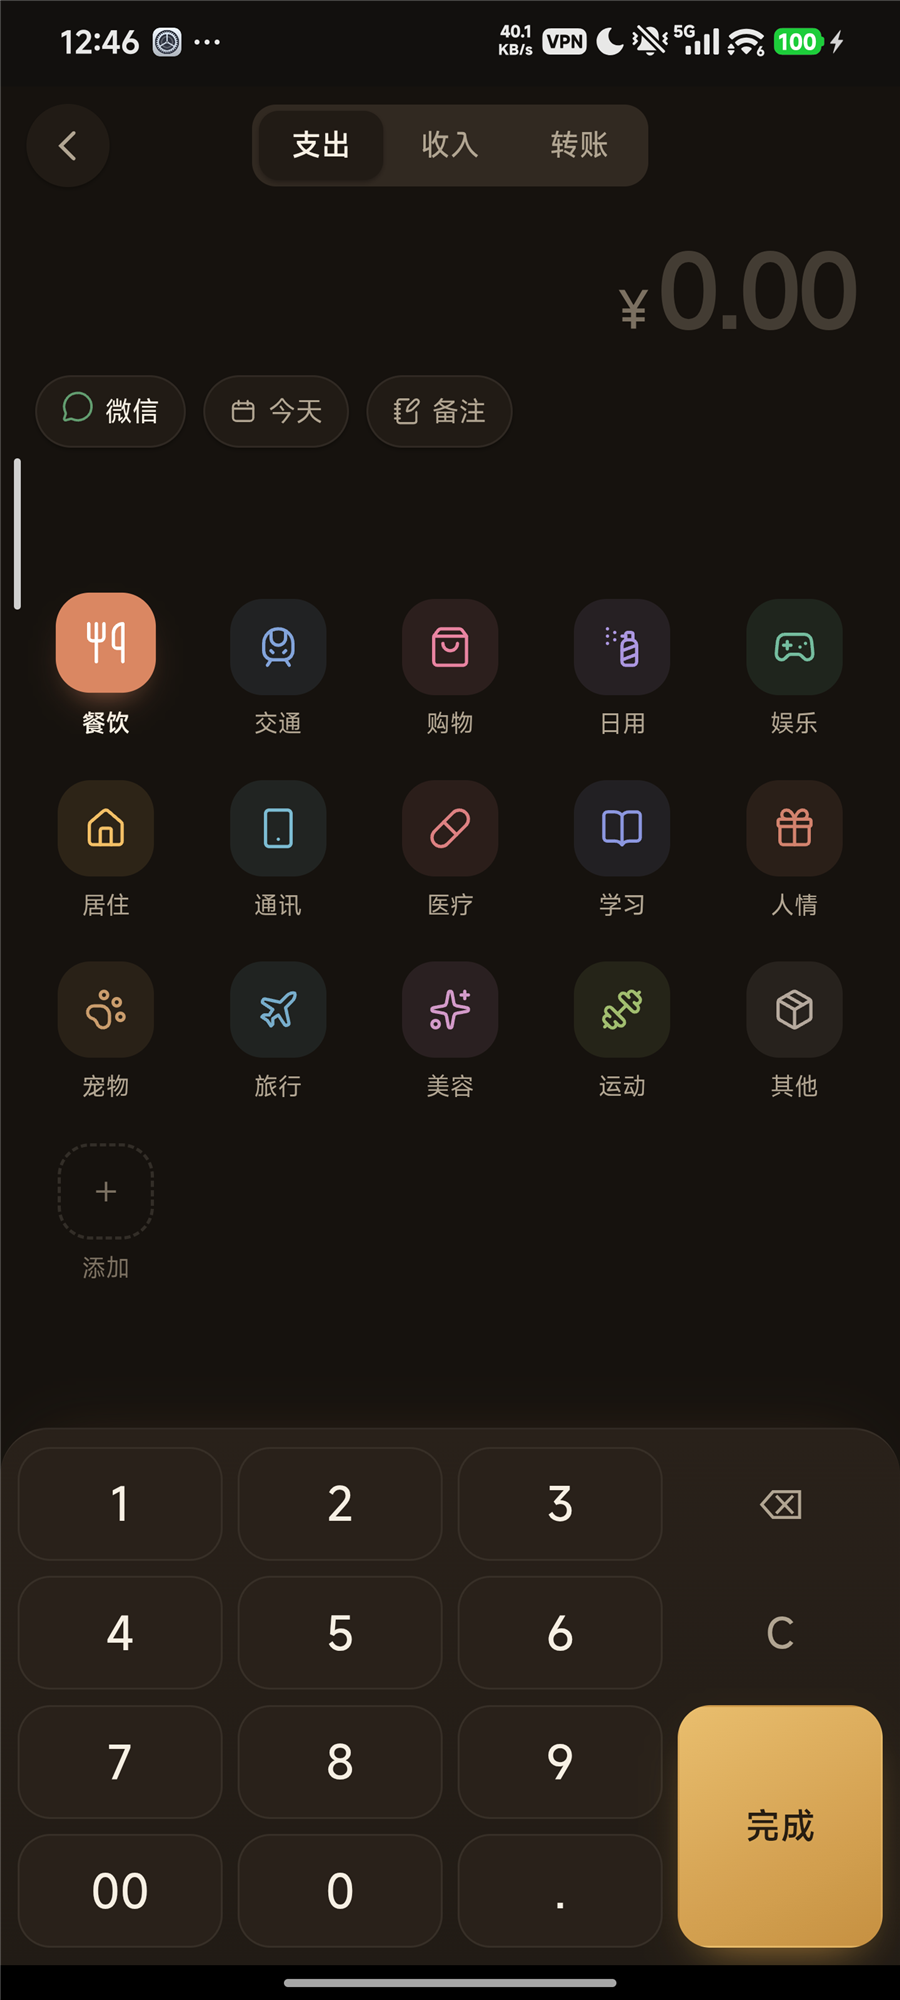 12:46 ... 40.1 KB/s VPN 5G 6 100
支出 收入 转账
¥0.00
微信 今天 备注
餐饮 交通 购物 日用 娱乐
居住 通讯 医疗 学习 人情
宠物 旅行 美容 运动 其他
+
添加
1 2 3
4 5 6 C
7 8 9
完成
00 0 .